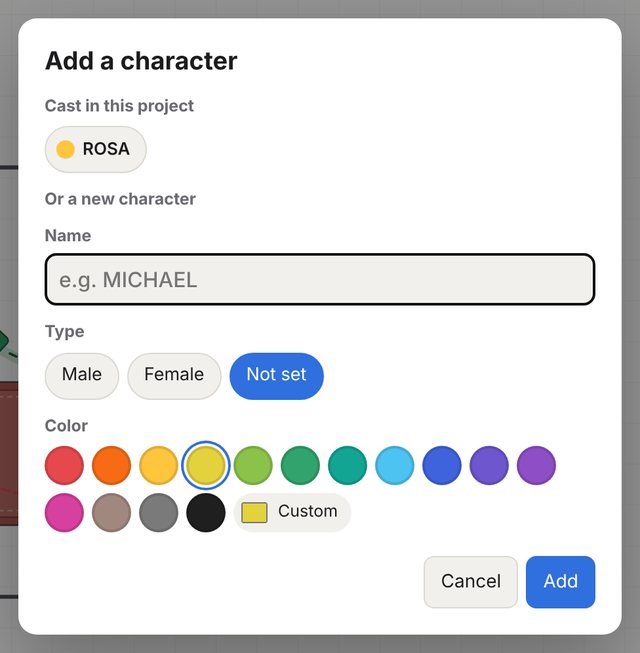 Add a character
Cast in this project
ROSA
Or a new character
Name
e.g. MICHAEL
Type
Male Female Not set
Color
Custom
Cancel Add